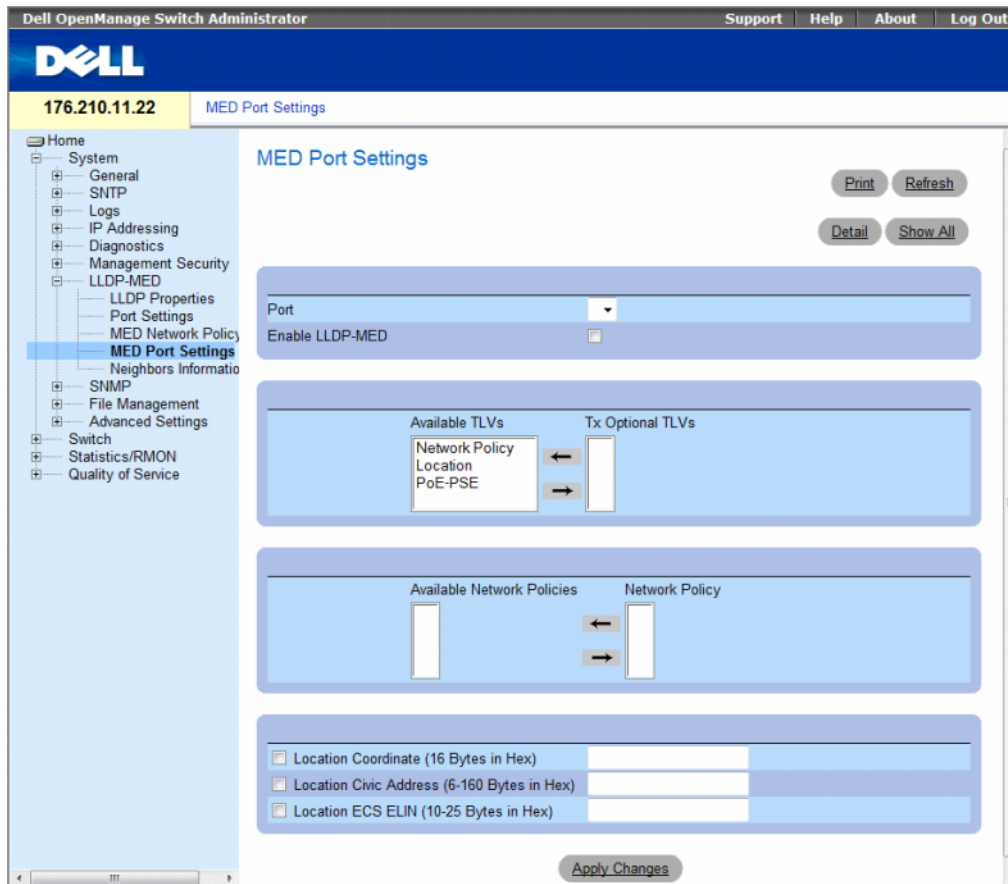 Dell OpenManage Switch Administrator
Support Help About Log Out
DELL
176.210.11.22
MED Port Settings
Home
System
General
SNTP
Logs
IP Addressing
Diagnostics
Management Security
LLDP-MED
LLDP Properties
Port Settings
MED Network Policy
MED Port Settings
Neighbors Informatio
SNMP
File Management
Advanced Settings
Switch
Statistics/RMON
Quality of Service
MED Port Settings
Print Refresh
Detail Show All
Port
Enable LLDP-MED
Available TLVs Tx Optional TLVs
Network Policy
Location
PoE-PSE
Available Network Policies Network Policy
Location Coordinate (16 Bytes in Hex)
Location Civic Address (6-160 Bytes in Hex)
Location ECS ELIN (10-25 Bytes in Hex)
Apply Changes